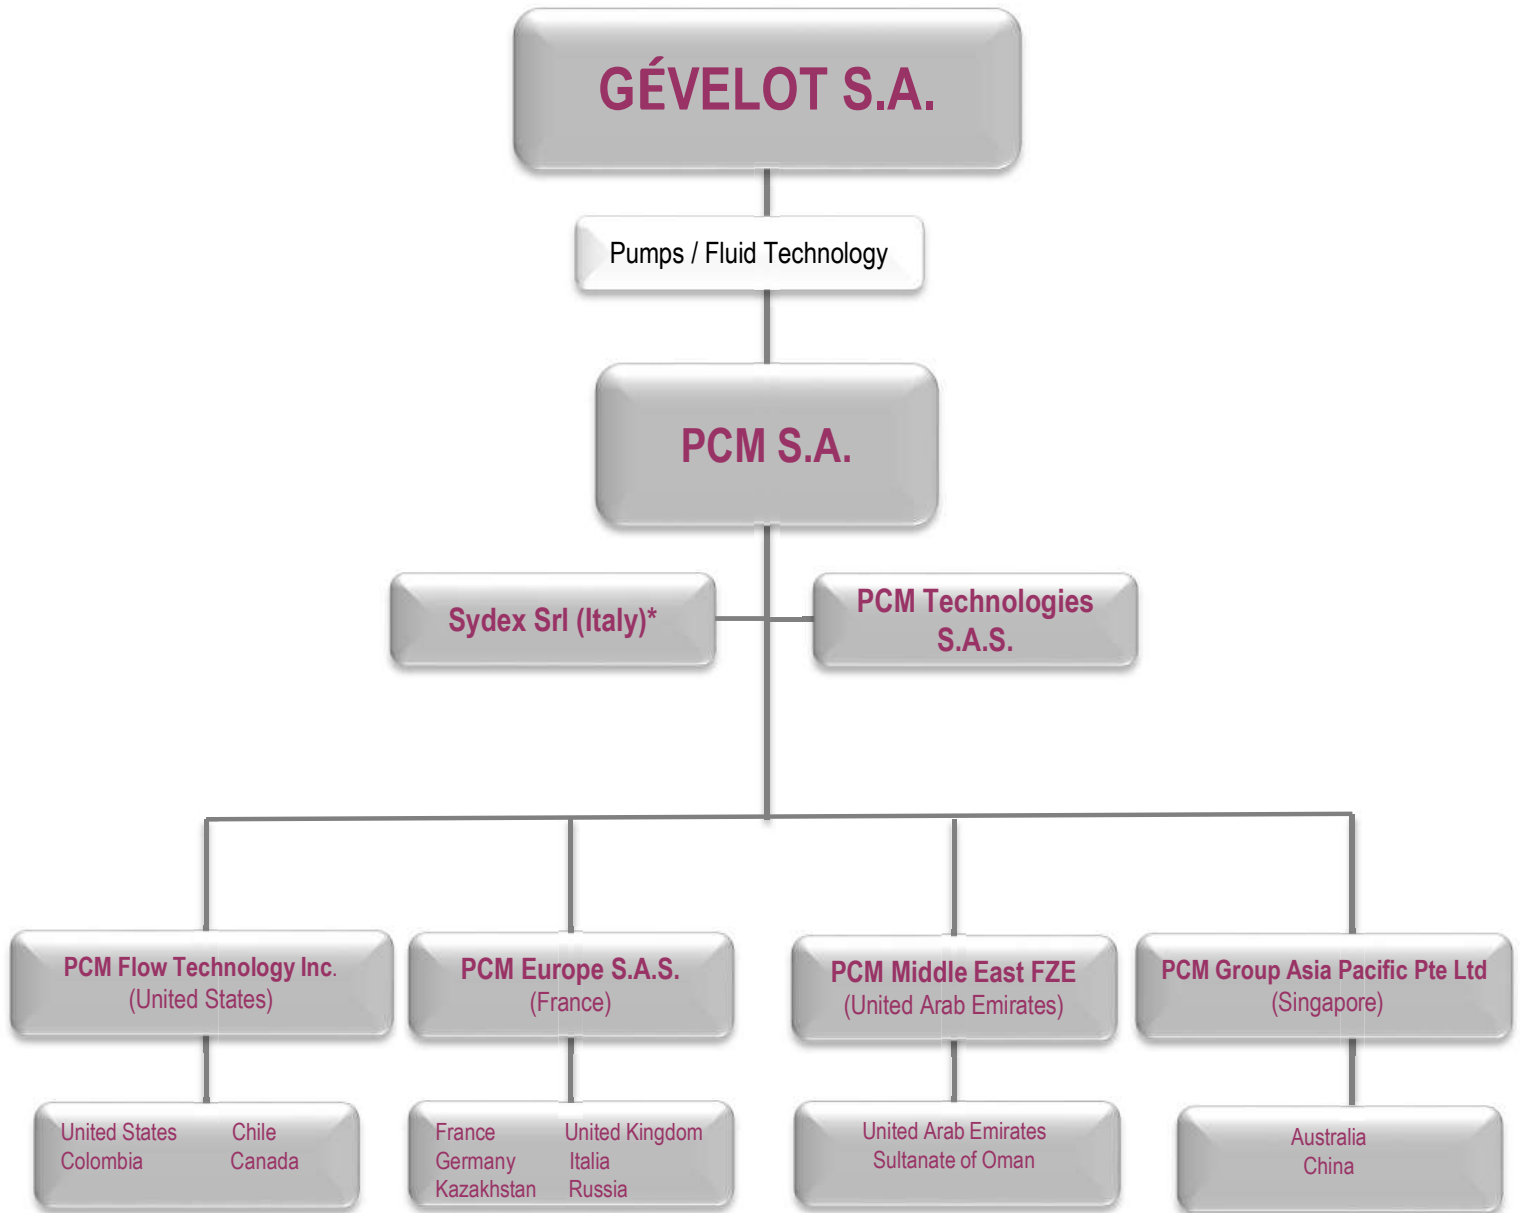 GÉVELOT S.A.
Pumps / Fluid Technology
PCM S.A.
Sydex Srl (Italy)*
PCM Technologies
S.A.S.
PCM Flow Technology Inc.
(United States)
PCM Europe S.A.S.
(France)
PCM Middle East FZE
(United Arab Emirates)
PCM Group Asia Pacific Pte Ltd
(Singapore)
United States Chile
Colombia Canada
France United Kingdom
Germany Italia
Kazakhstan Russia
United Arab Emirates
Sultanate of Oman
Australia
China